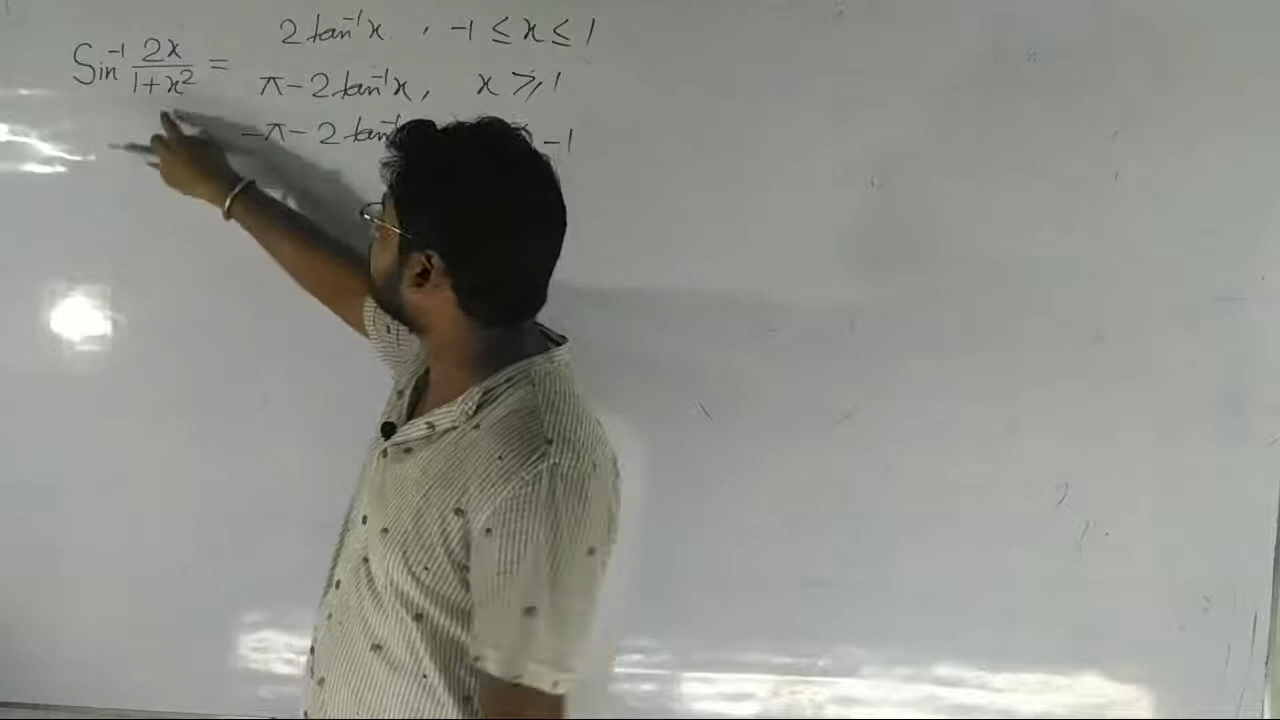 Sin⁻¹ 2x/(1+x²) = 2 tan⁻¹x , -1 ≤ x ≤ 1
π - 2 tan⁻¹x , x ≥ 1
-π - 2 tan⁻ -1